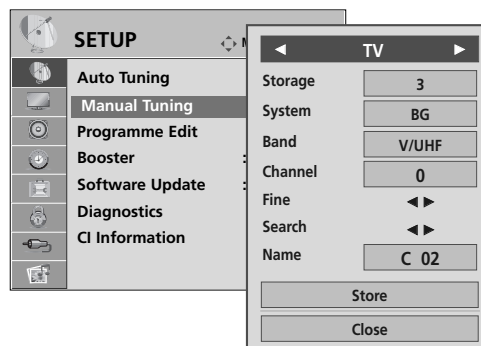 SETUP
Auto Tuning
Manual Tuning
Programme Edit
Booster :
Software Update :
Diagnostics
CI Information
◄ TV ►
Storage 3
System BG
Band V/UHF
Channel 0
Fine ◄►
Search ◄►
Name C 02
Store
Close